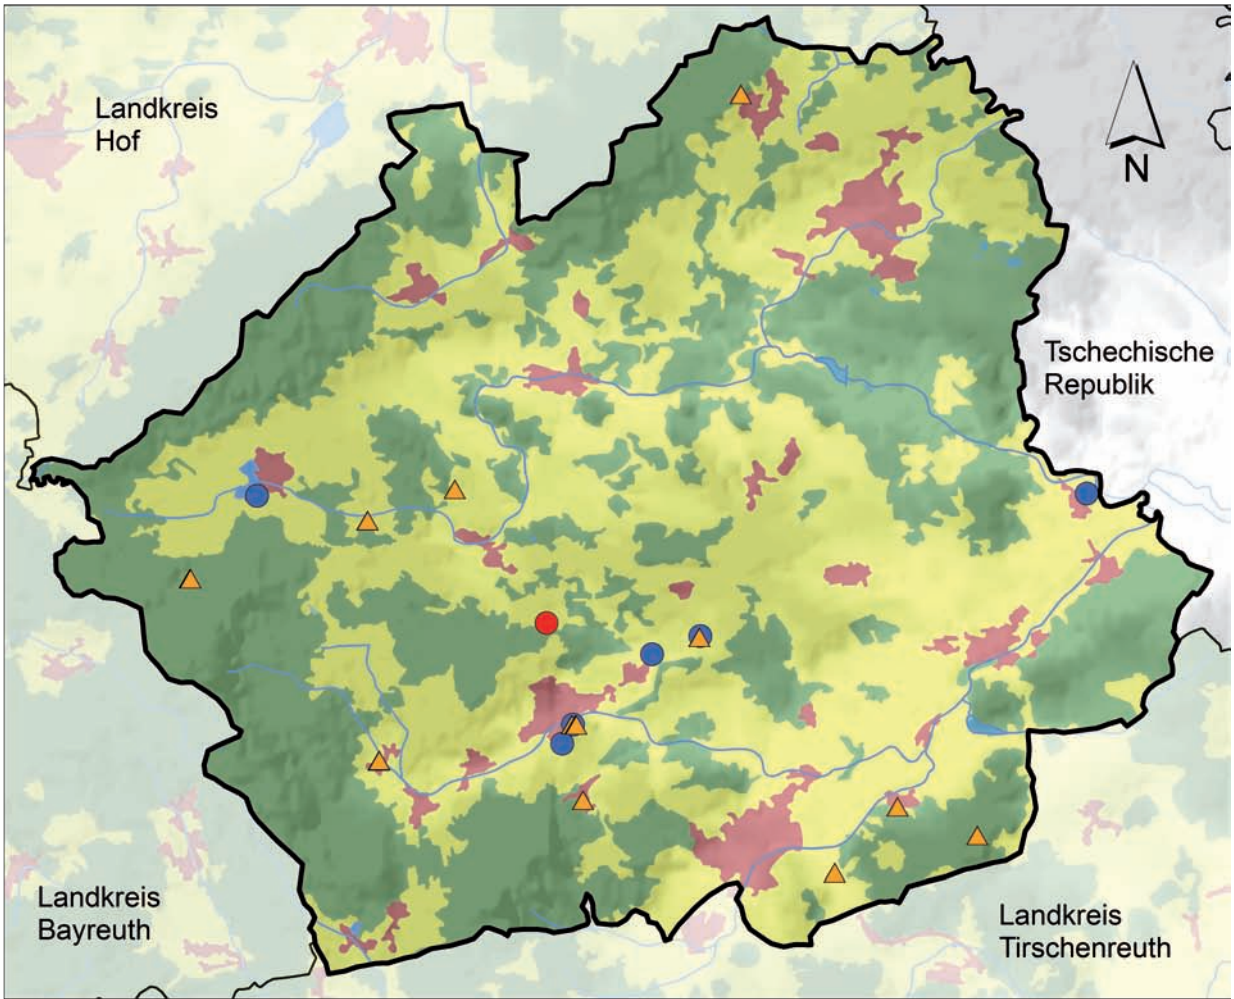 Landkreis
Hof
N
Tschechische
Republik
Landkreis
Bayreuth
Landkreis
Tirschenreuth